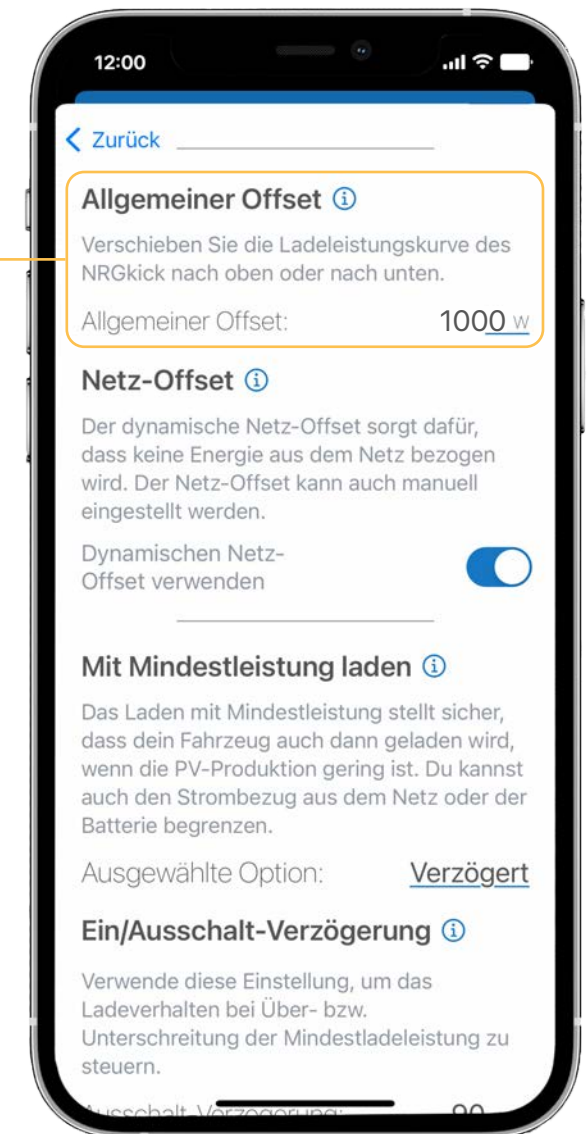 12:00
Zurück
Allgemeiner Offset
Verschieben Sie die Ladeleistungskurve des
NRGkick nach oben oder nach unten.
Allgemeiner Offset: 1000 W
Netz-Offset
Der dynamische Netz-Offset sorgt dafür,
dass keine Energie aus dem Netz bezogen
wird. Der Netz-Offset kann auch manuell
eingestellt werden.
Dynamischen Netz-
Offset verwenden
Mit Mindestleistung laden
Das Laden mit Mindestleistung stellt sicher,
dass dein Fahrzeug auch dann geladen wird,
wenn die PV-Produktion gering ist. Du kannst
auch den Strombezug aus dem Netz oder der
Batterie begrenzen.
Ausgewählte Option: Verzögert
Ein/Ausschalt-Verzögerung
Verwende diese Einstellung, um das
Ladeverhalten bei Über- bzw.
Unterschreitung der Mindestladeleistung zu
steuern.
Ausschalt-Verzögerung: